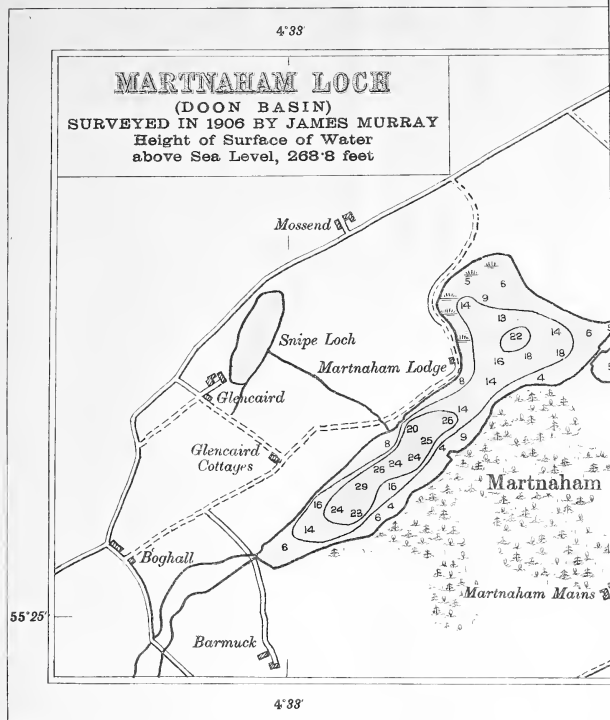 4°33'
MARTNAHAM LOCH
(DOON BASIN)
SURVEYED IN 1906 BY JAMES MURRAY
Height of Surface of Water
above Sea Level, 268·8 feet
Mossend
5
6
9
14
13
Snipe Loch
14
6
22
Martnaham Lodge
16
18
18
8
14
4
Glencaird
14
26
20
8
25
9
4
Glencaird
Cottages
24
24
26
29
16
Martnaham
16
24
23
4
6
14
6
Boghall
Martnaham Mains
55°25'
Barmuck
4°33'